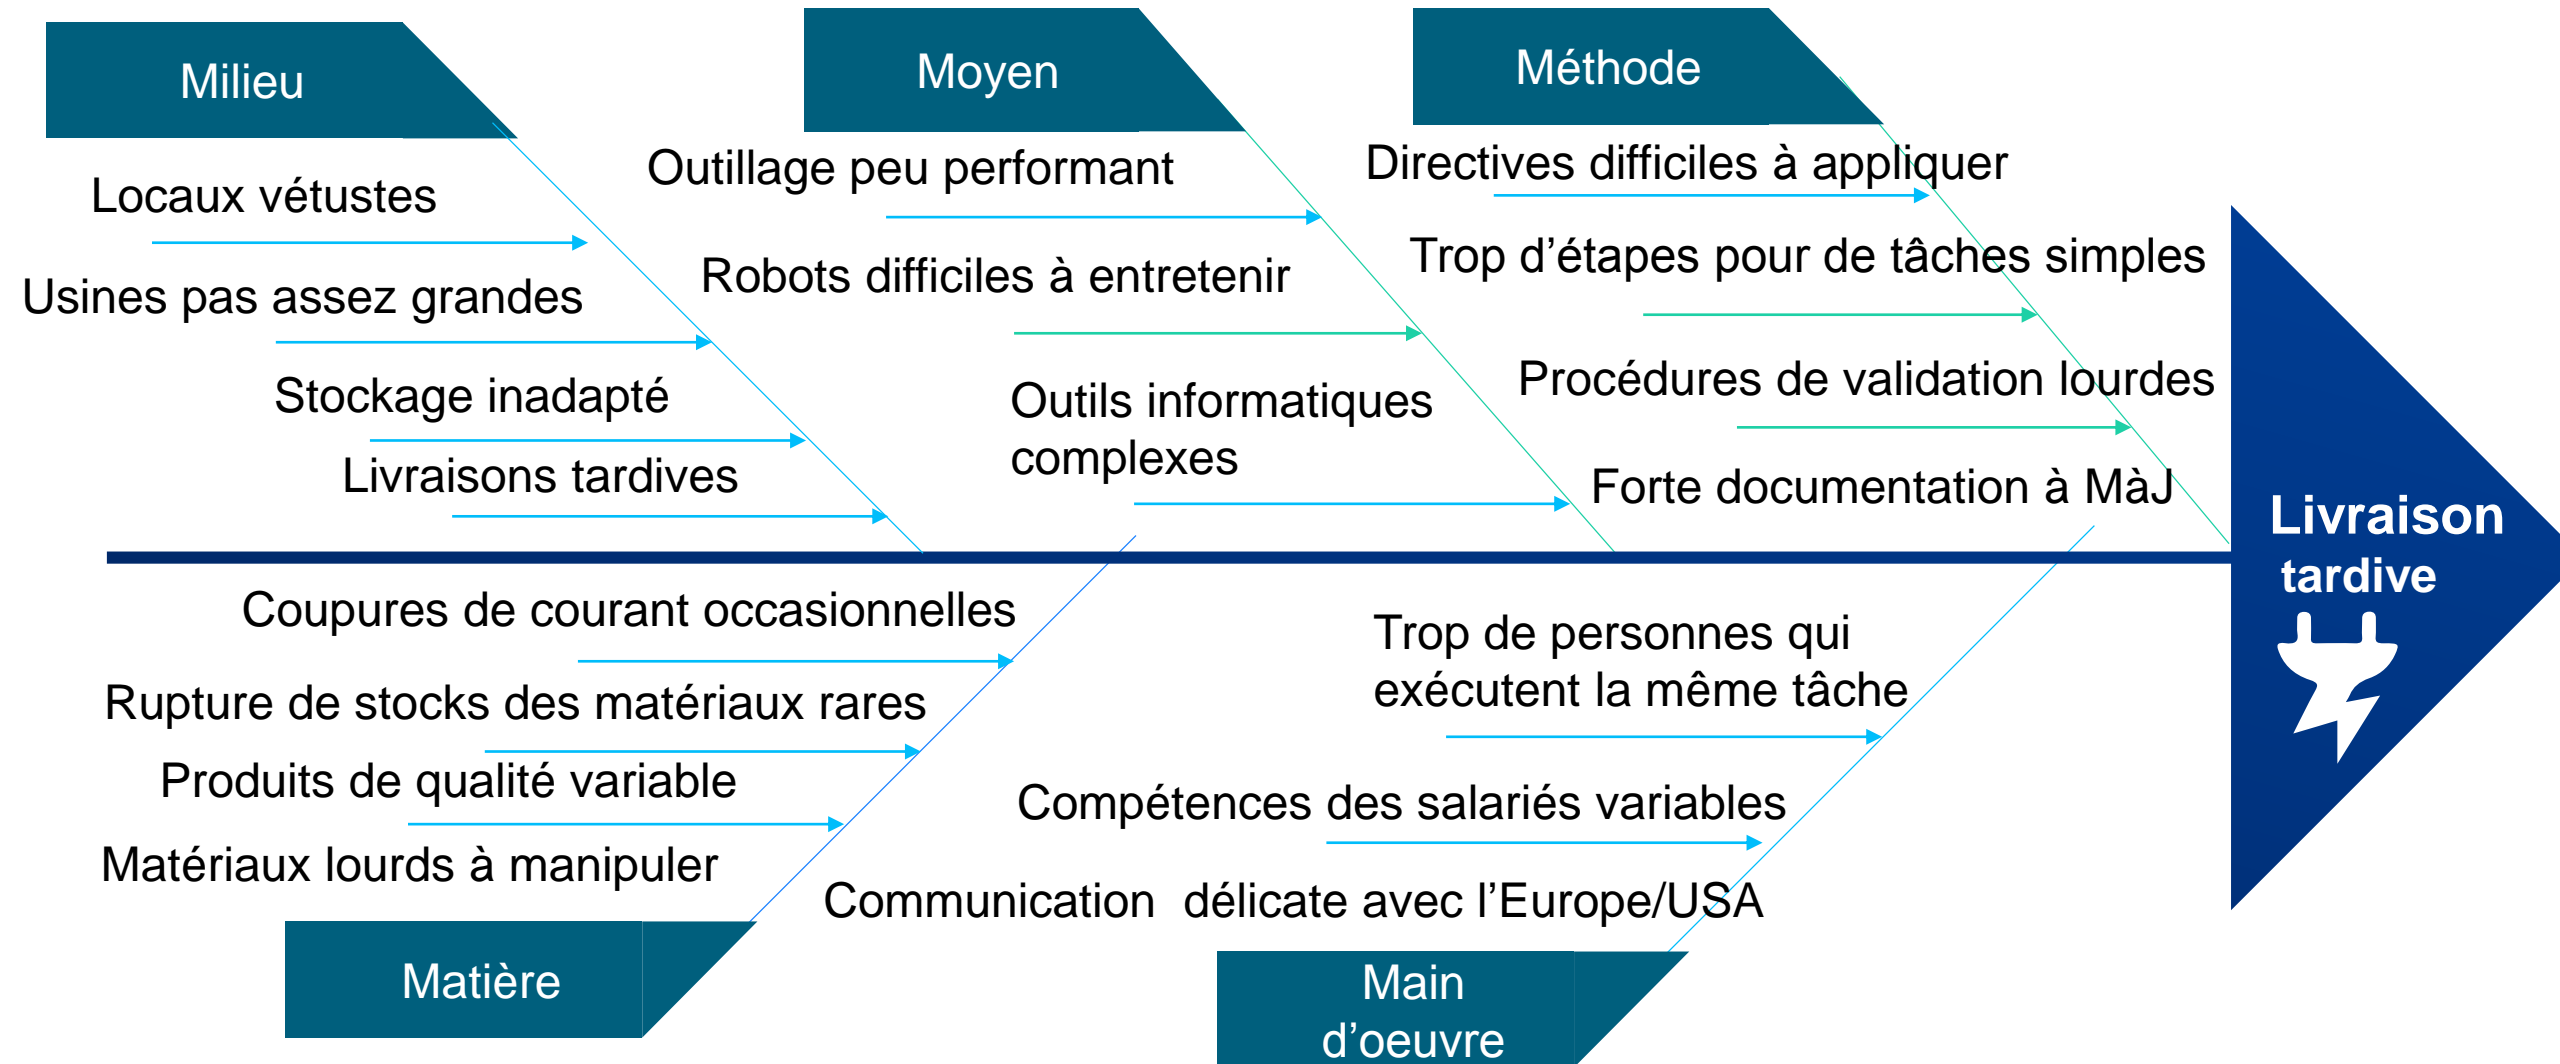 Milieu
Locaux vétustes
Usines pas assez grandes
Stockage inadapté
Livraisons tardives
Moyen
Outillage peu performant
Robots difficiles à entretenir
Outils informatiques
complexes
Méthode
Directives difficiles à appliquer
Trop d’étapes pour de tâches simples
Procédures de validation lourdes
Forte documentation à MàJ
Livraison
tardive
Coupures de courant occasionnelles
Rupture de stocks des matériaux rares
Produits de qualité variable
Matériaux lourds à manipuler
Matière
Trop de personnes qui
exécutent la même tâche
Compétences des salariés variables
Communication  délicate avec l’Europe/USA
Main
d’oeuvre